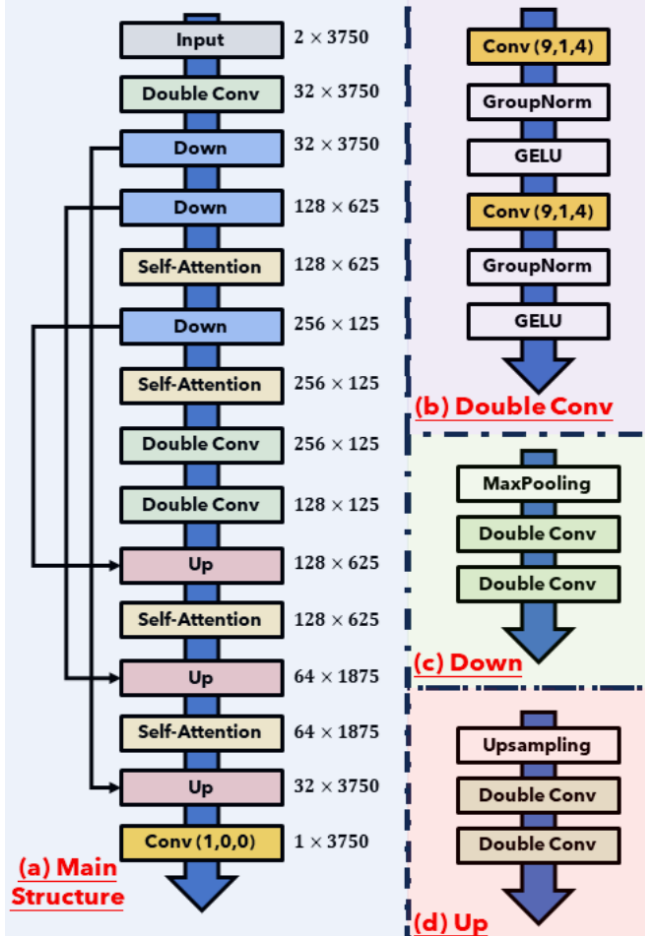 Input 2 × 3750
Double Conv 32 × 3750
Down 32 × 3750
Down 128 × 625
Self-Attention 128 × 625
Down 256 × 125
Self-Attention 256 × 125
Double Conv 256 × 125
Double Conv 128 × 125
Up 128 × 625
Self-Attention 128 × 625
Up 64 × 1875
Self-Attention 64 × 1875
Up 32 × 3750
Conv (1,0,0) 1 × 3750
(a) Main
Structure
Conv (9,1,4)
GroupNorm
GELU
Conv (9,1,4)
GroupNorm
GELU
(b) Double Conv
MaxPooling
Double Conv
Double Conv
(c) Down
Upsampling
Double Conv
Double Conv
(d) Up